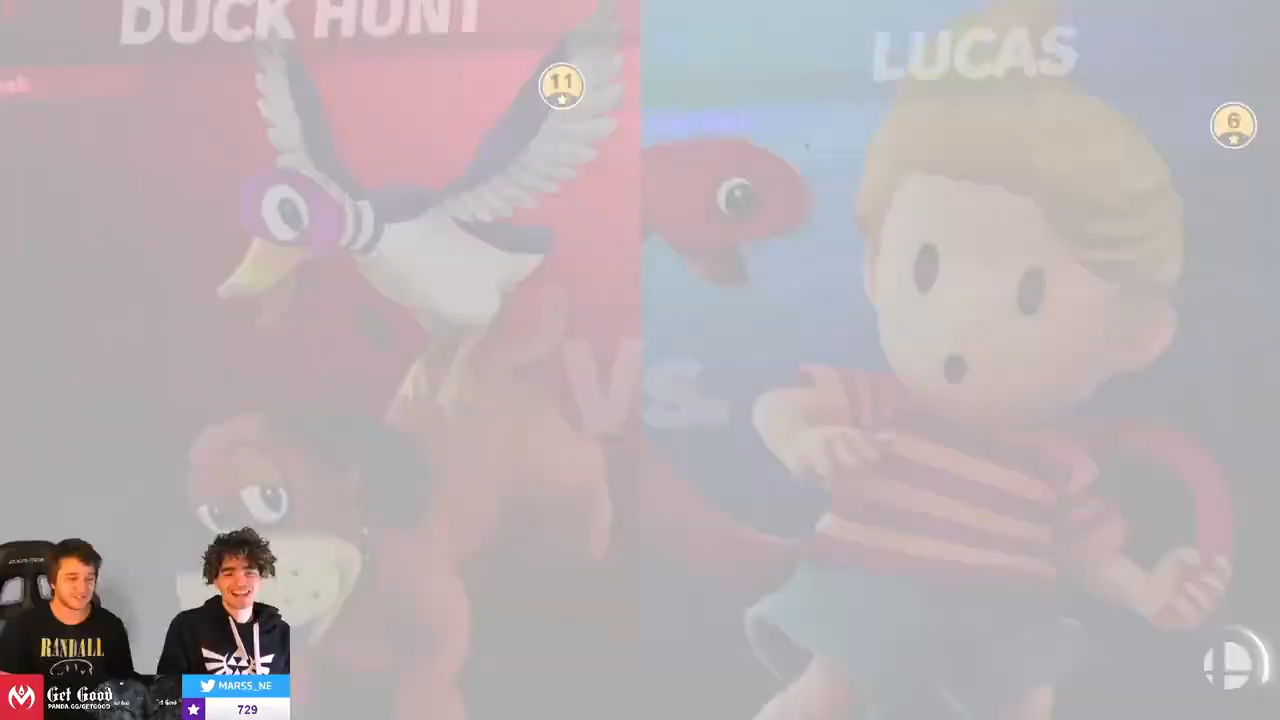 DUCK HUNT
LUCAS
11
6
VS.
RANDALL
Get Good
PANDA.GG/GETGOOD
MARSS_NE
729